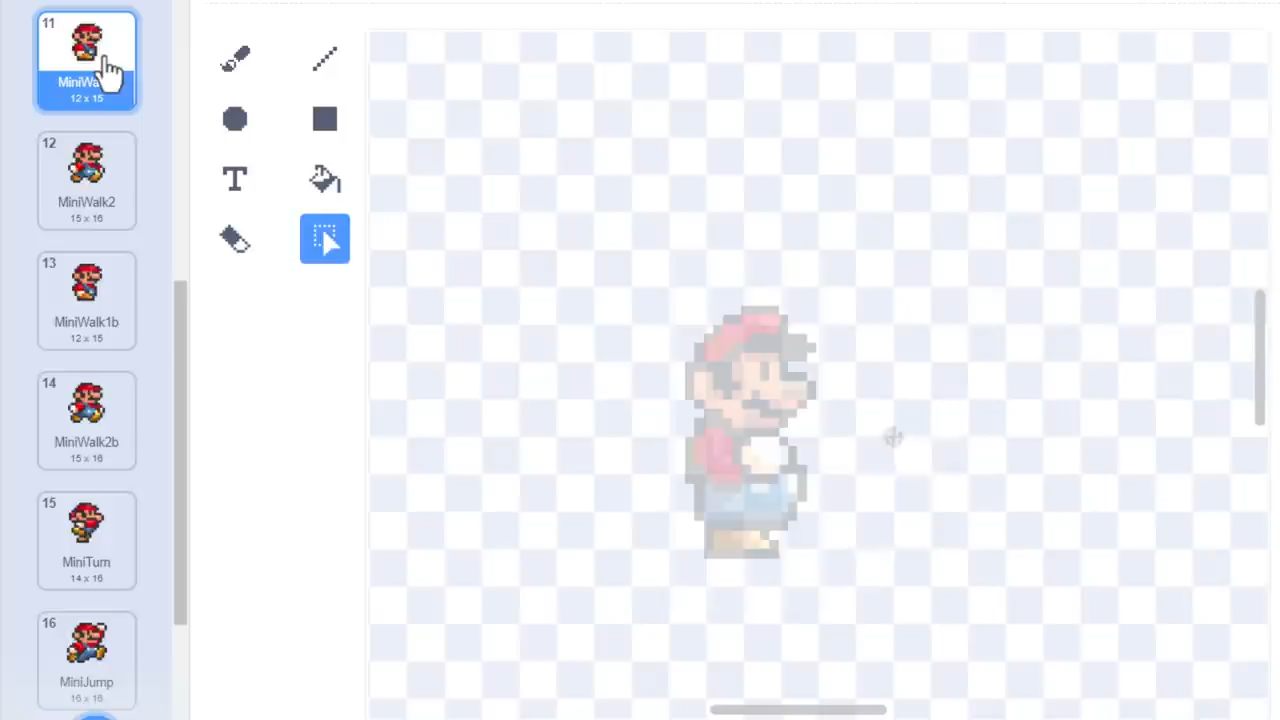 11
12 x 15
12
MiniWalk2
15 x 16
13
MiniWalk1b
12 x 15
14
MiniWalk2b
15 x 16
15
MiniTurn
14 x 16
16
MiniJump
16 x 16
T